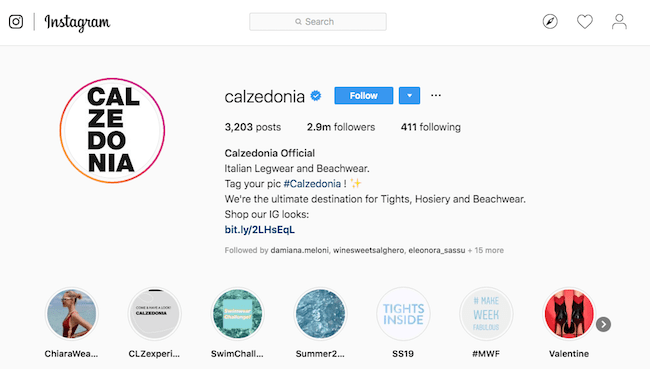 Instagram
Search
CAL
ZE
DO
NIA
calzedonia
Follow
3,203 posts 2.9m followers 411 following
Calzedonia Official
Italian Legwear and Beachwear.
Tag your pic #Calzedonia ! ✨
We're the ultimate destination for Tights, Hosiery and Beachwear.
Shop our IG looks:
bit.ly/2LHsEqL
Followed by damiana.meloni, winesweetsalghero, eleonora_sassu + 15 more
COME & HAVE A LOOK!
CALZEDONIA
Swimwear
Challenge!
TIGHTS
INSIDE
# MAKE
WEEK
FABULOUS
ChiaraWea... CLZexperi... SwimChall... Summer2... SS19 #MWF Valentine